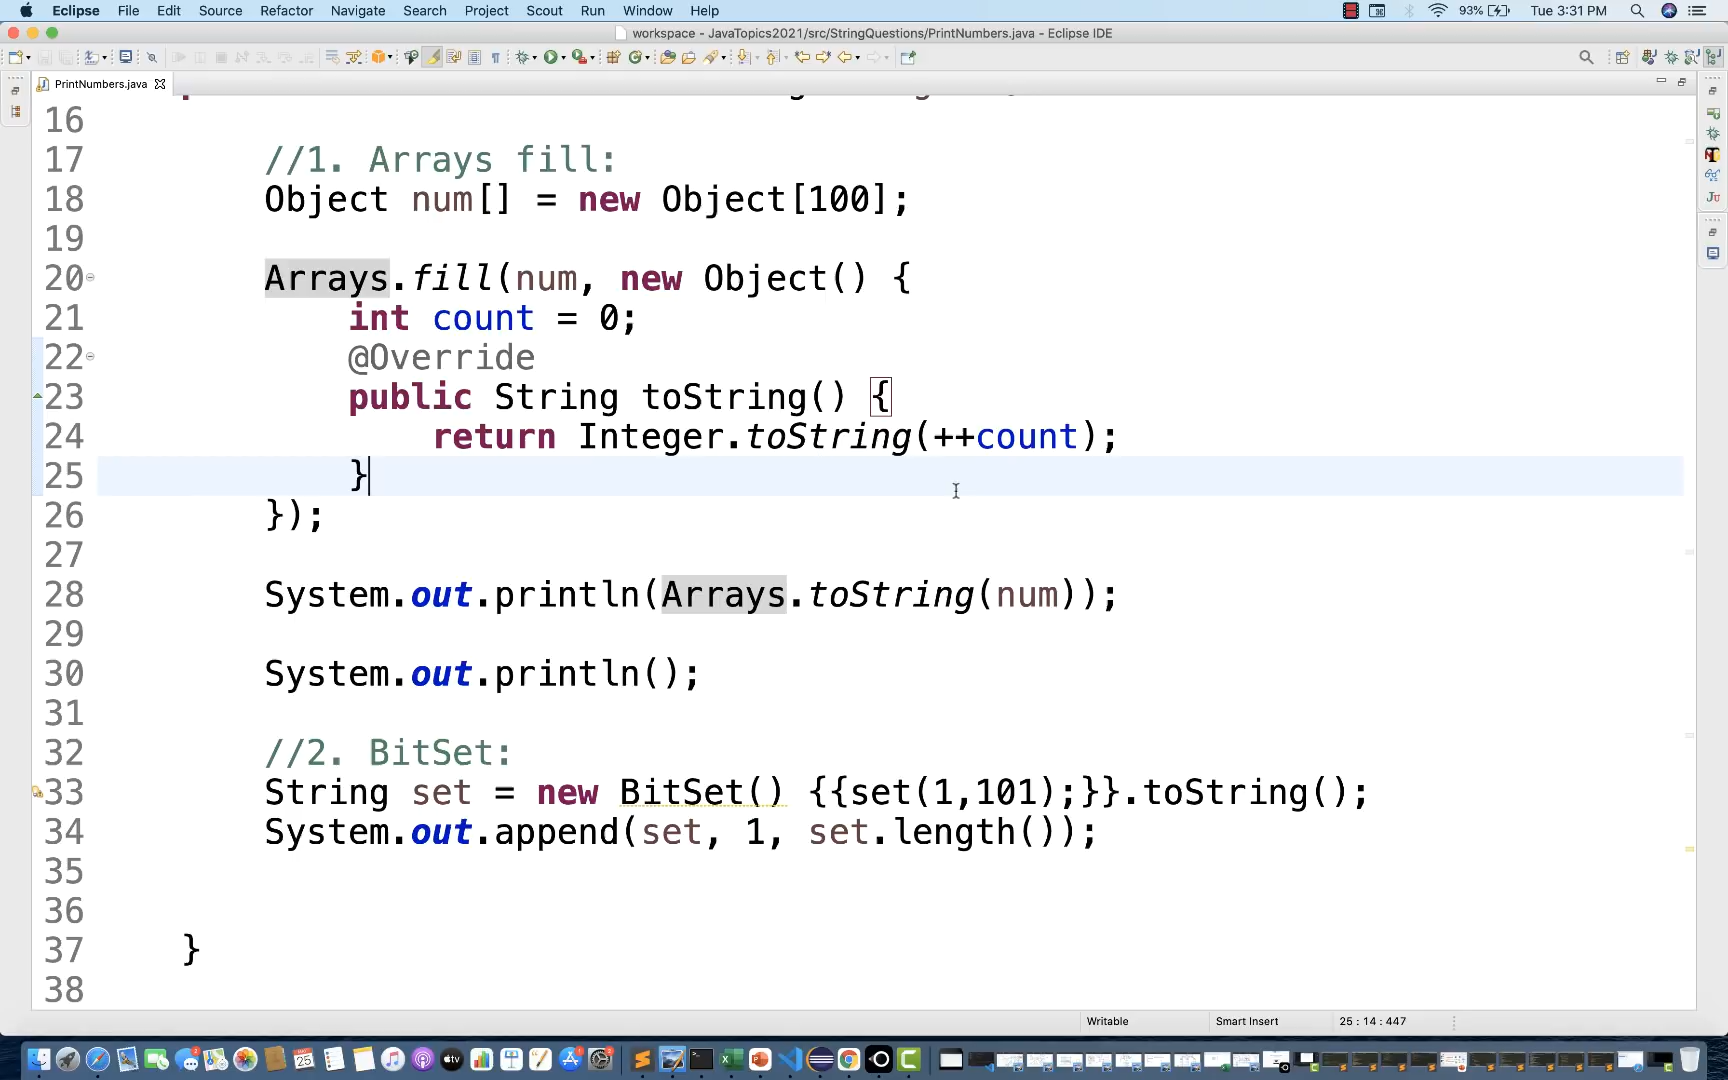 Eclipse File Edit Source Refactor Navigate Search Project Scout Run Window Help 93% Tue 3:31 PM
workspace - JavaTopics2021/src/StringQuestions/PrintNumbers.java - Eclipse IDE
PrintNumbers.java
16
17 //1. Arrays fill:
18 Object num[] = new Object[100];
19
20 Arrays.fill(num, new Object() {
21 int count = 0;
22 @Override
23 public String toString() {
24 return Integer.toString(++count);
25 }
26 });
27
28 System.out.println(Arrays.toString(num));
29
30 System.out.println();
31
32 //2. BitSet:
33 String set = new BitSet() {{set(1,101);}}.toString();
34 System.out.append(set, 1, set.length());
35
36
37 }
38
Writable Smart Insert 25 : 14 : 447